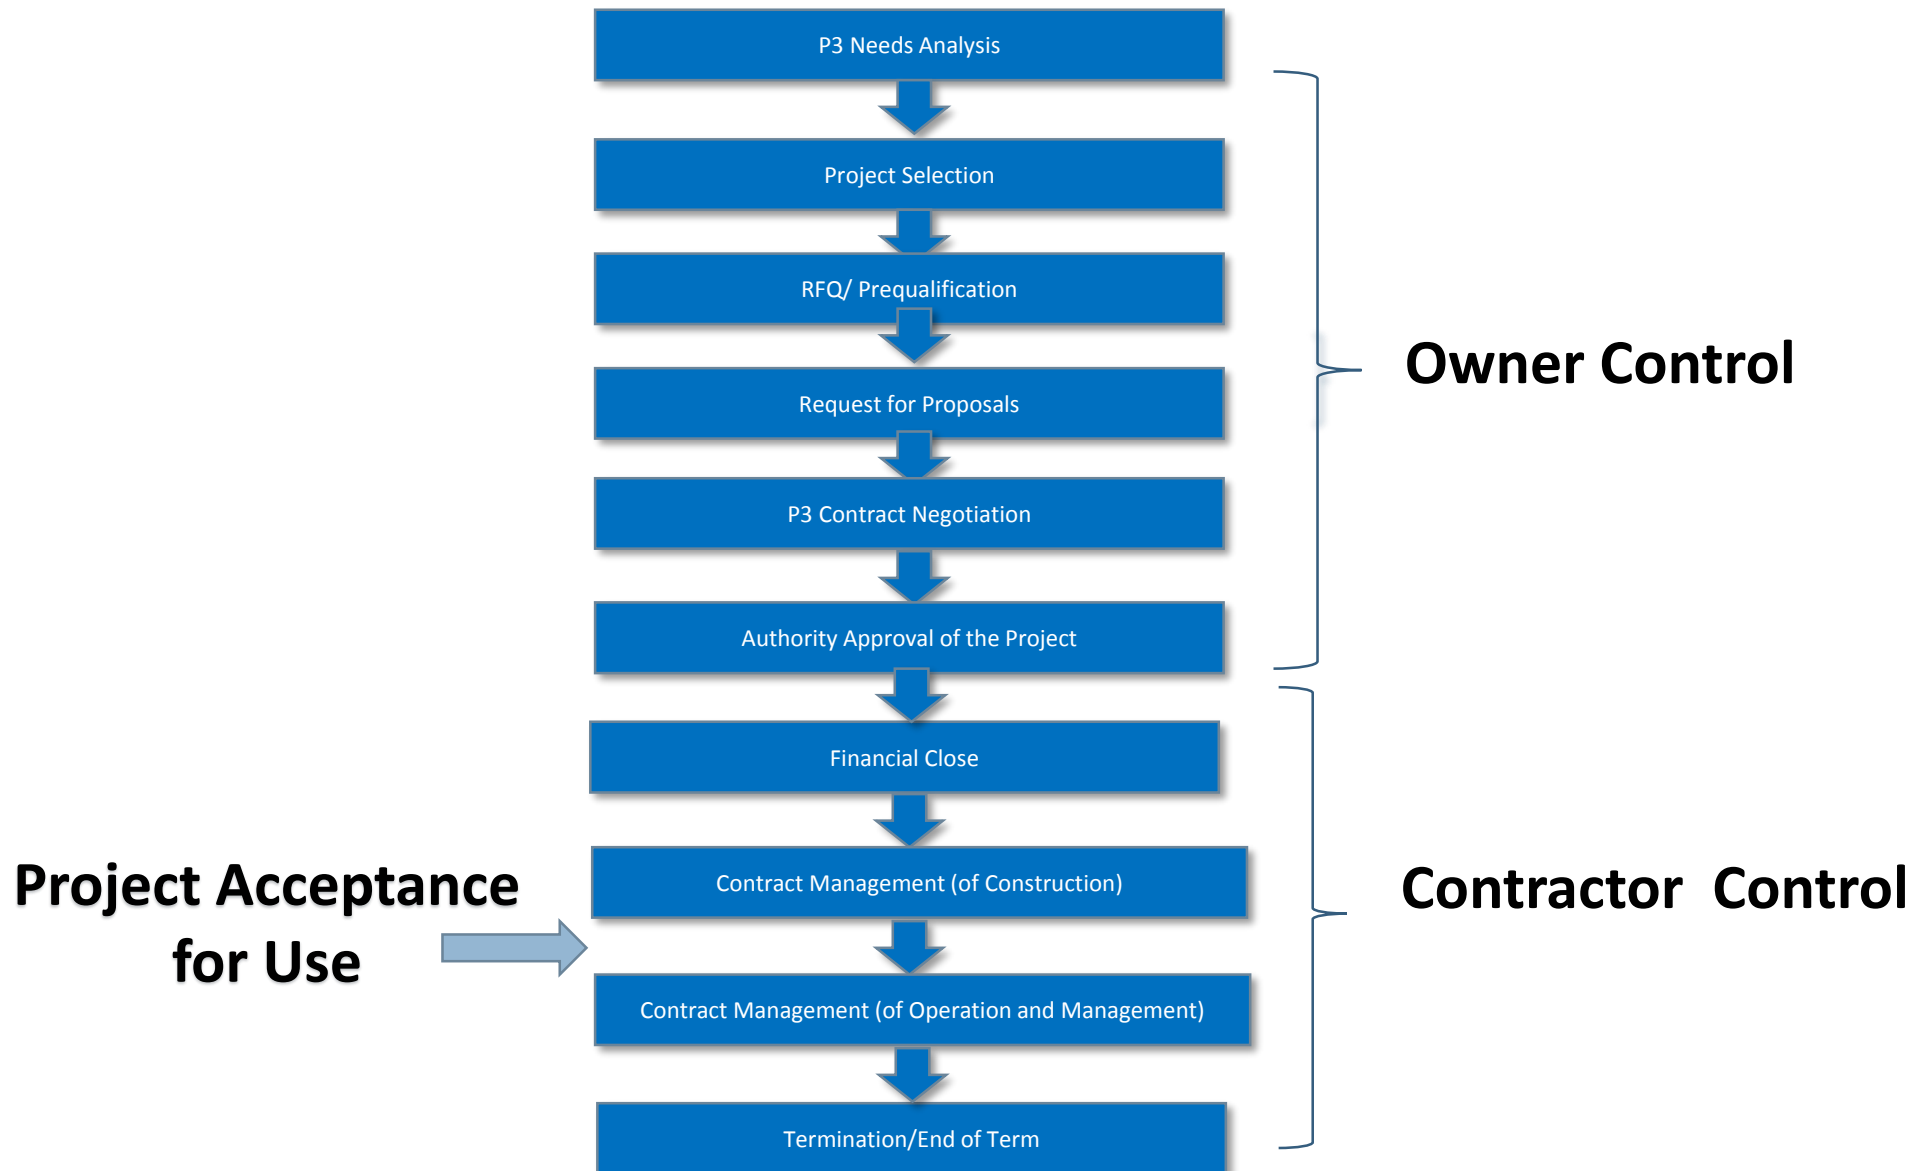 P3 Needs Analysis
Project Selection
RFQ/ Prequalification
Request for Proposals
P3 Contract Negotiation
Authority Approval of the Project
Owner Control
Financial Close
Contract Management (of Construction)
Contract Management (of Operation and Management)
Termination/End of Term
Contractor  Control
Project Acceptance
for Use